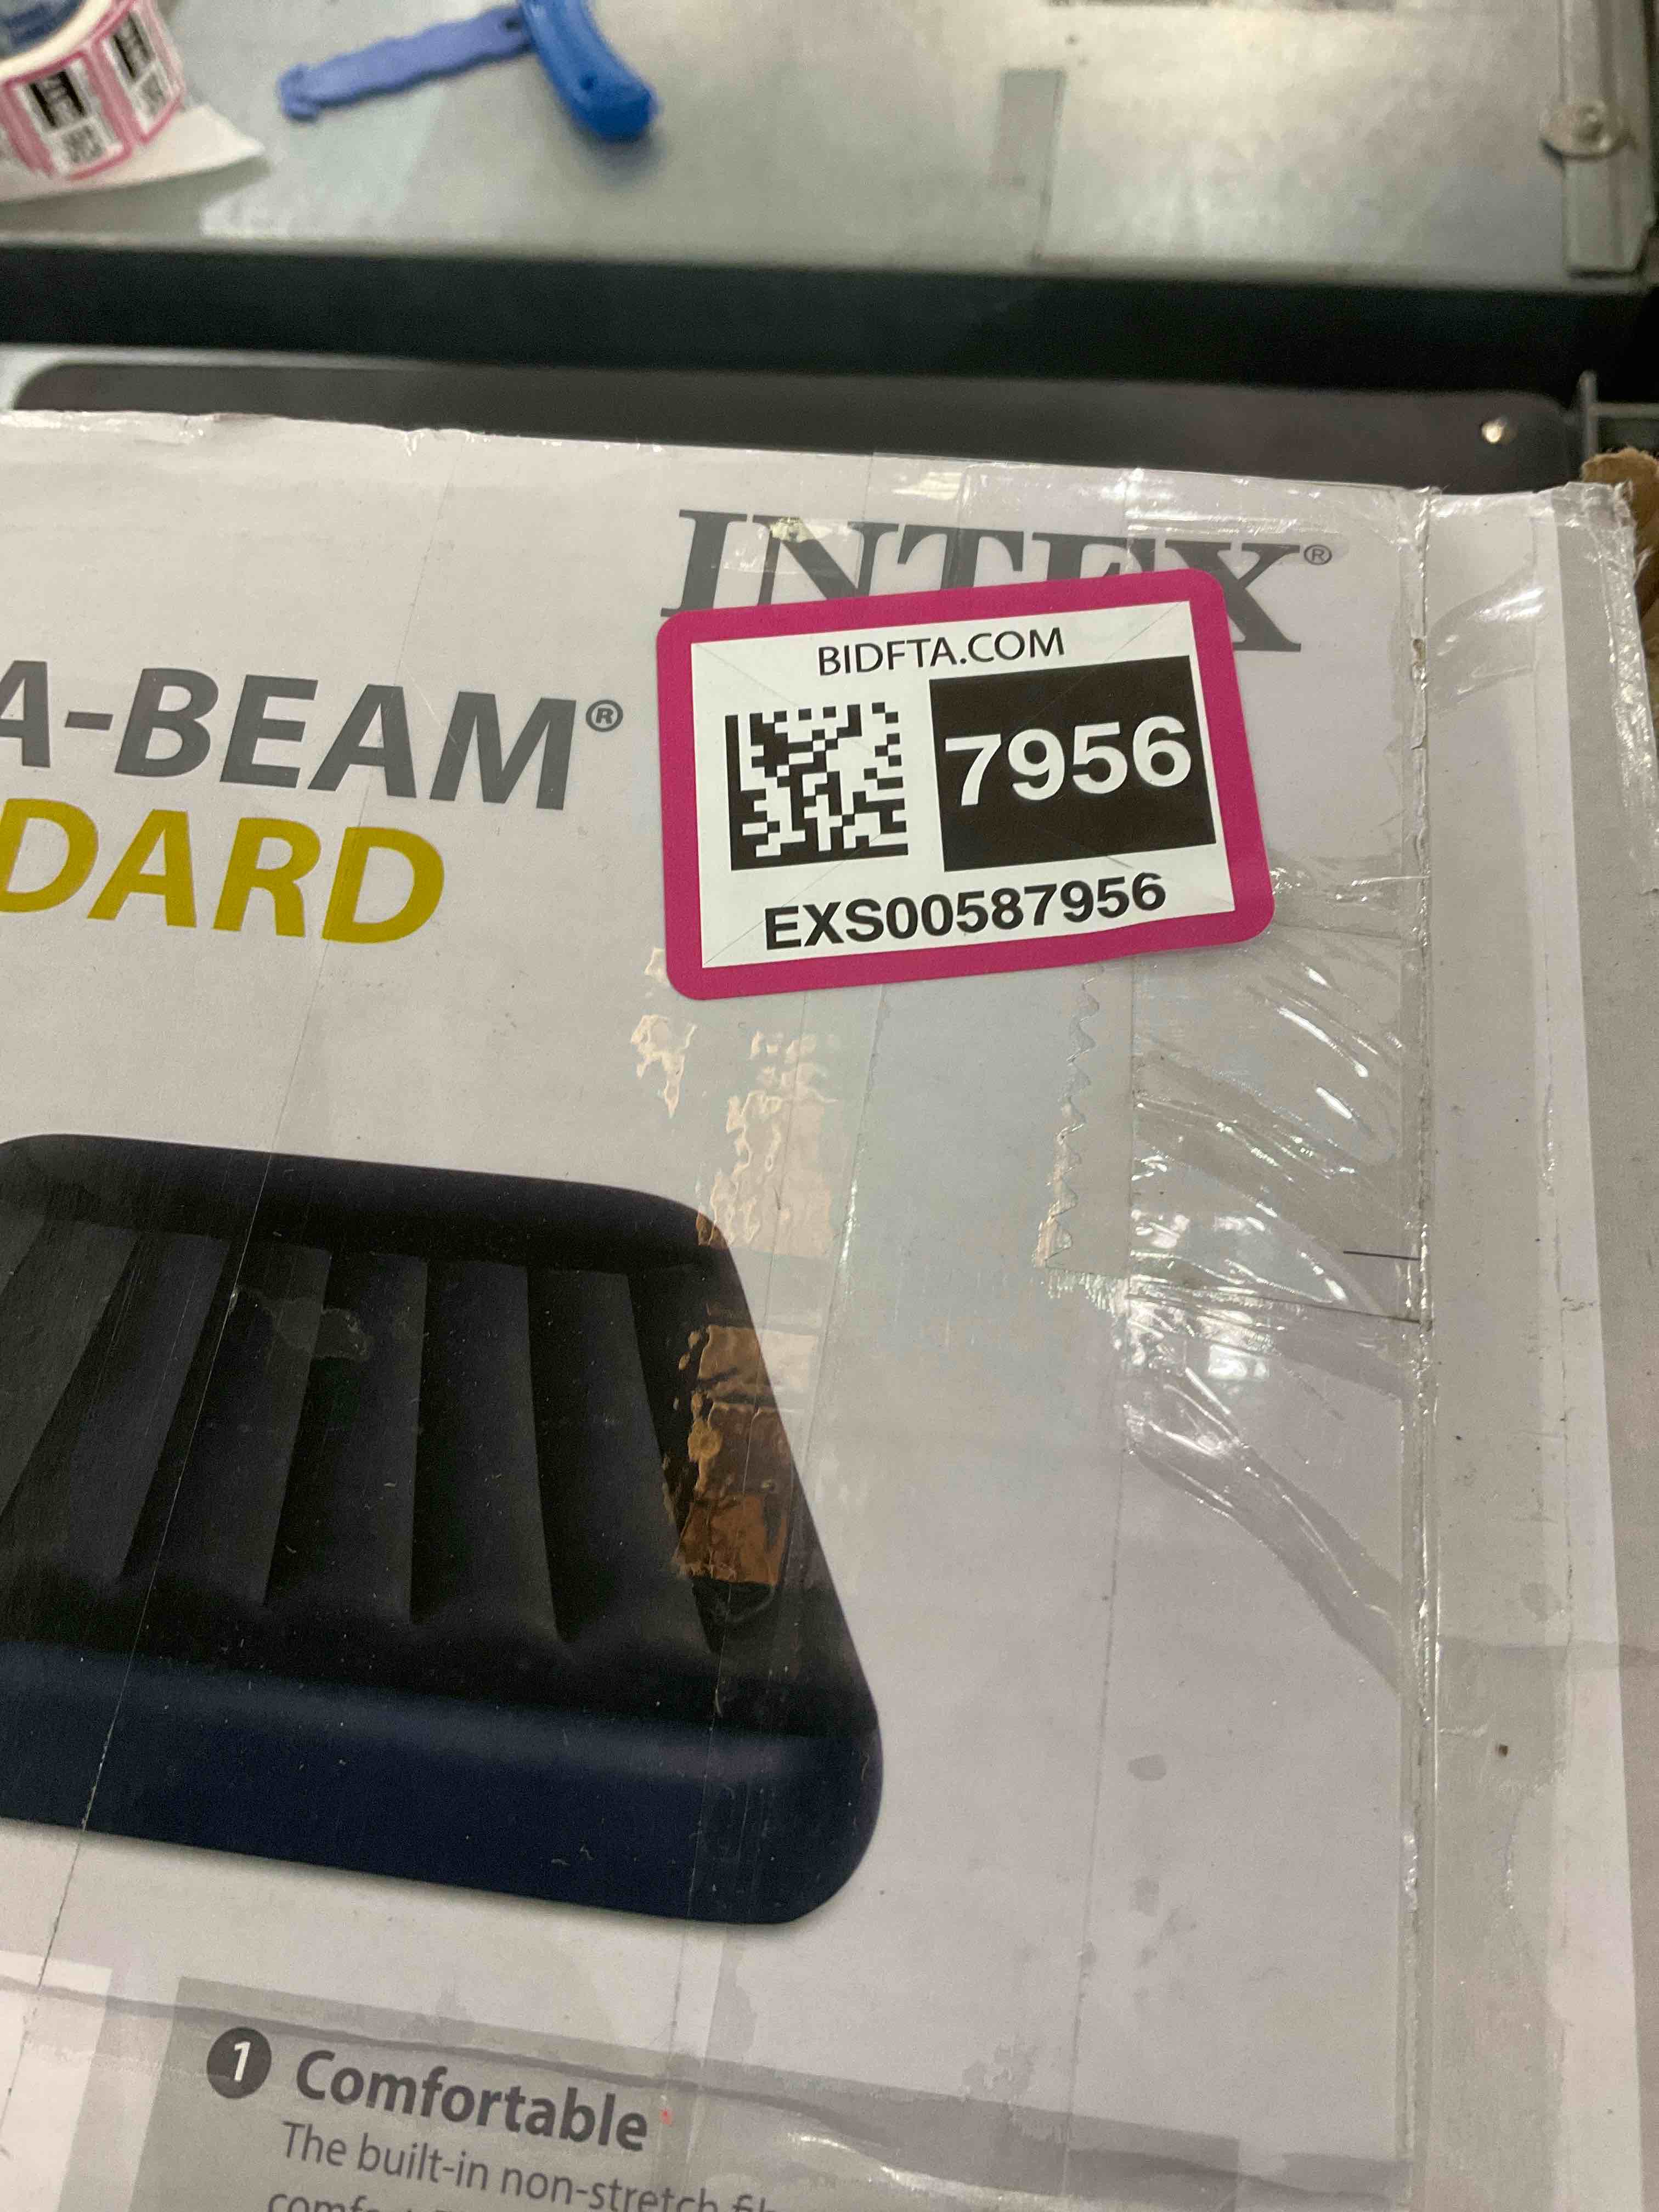 INTEX®
BIDFTA.COM
7956
EXS00587956
A-BEAM®
DARD
1 Comfortable
The built-in non-stretch